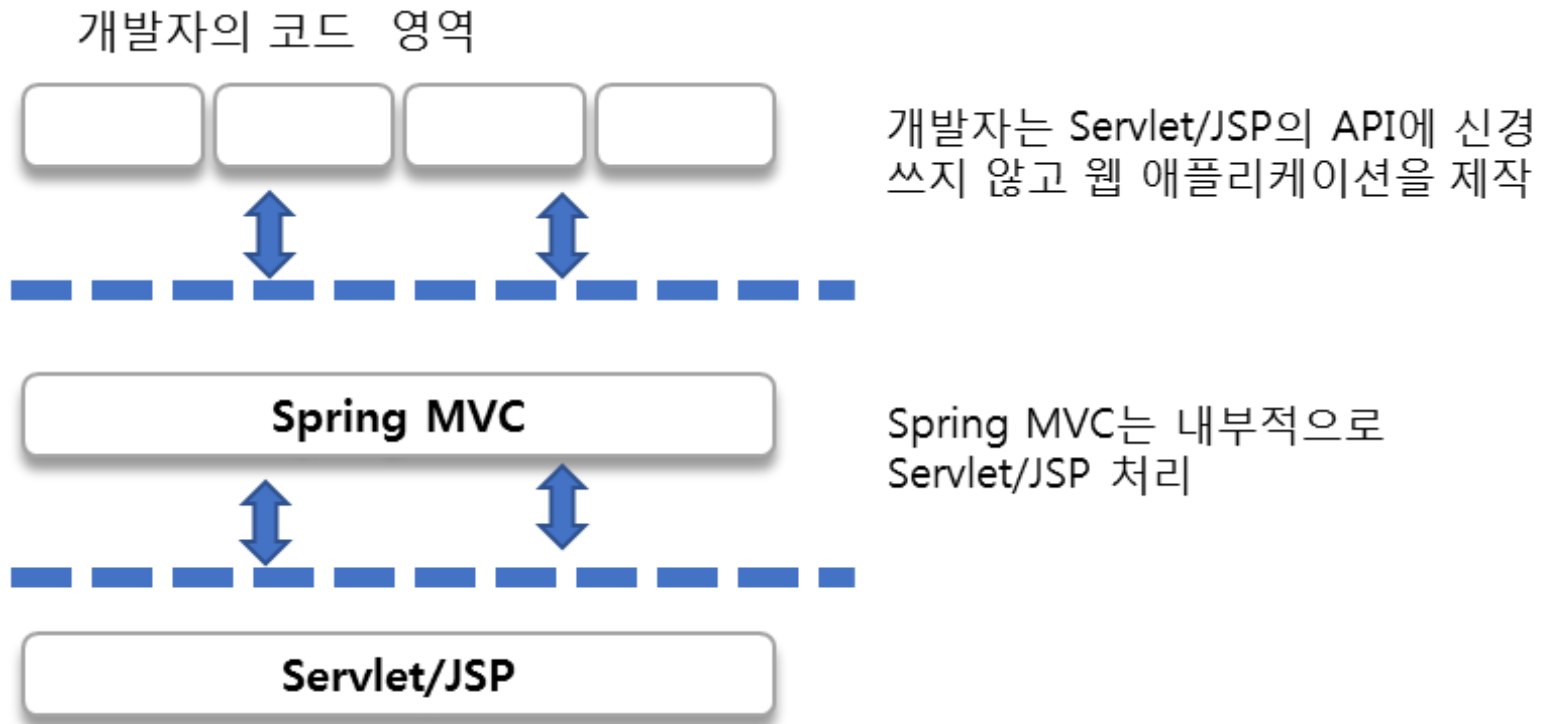 개발자의 코드 영역
개발자는 Servlet/JSP의 API에 신경
쓰지 않고 웹 애플리케이션을 제작
Spring MVC
Spring MVC는 내부적으로
Servlet/JSP 처리
Servlet/JSP